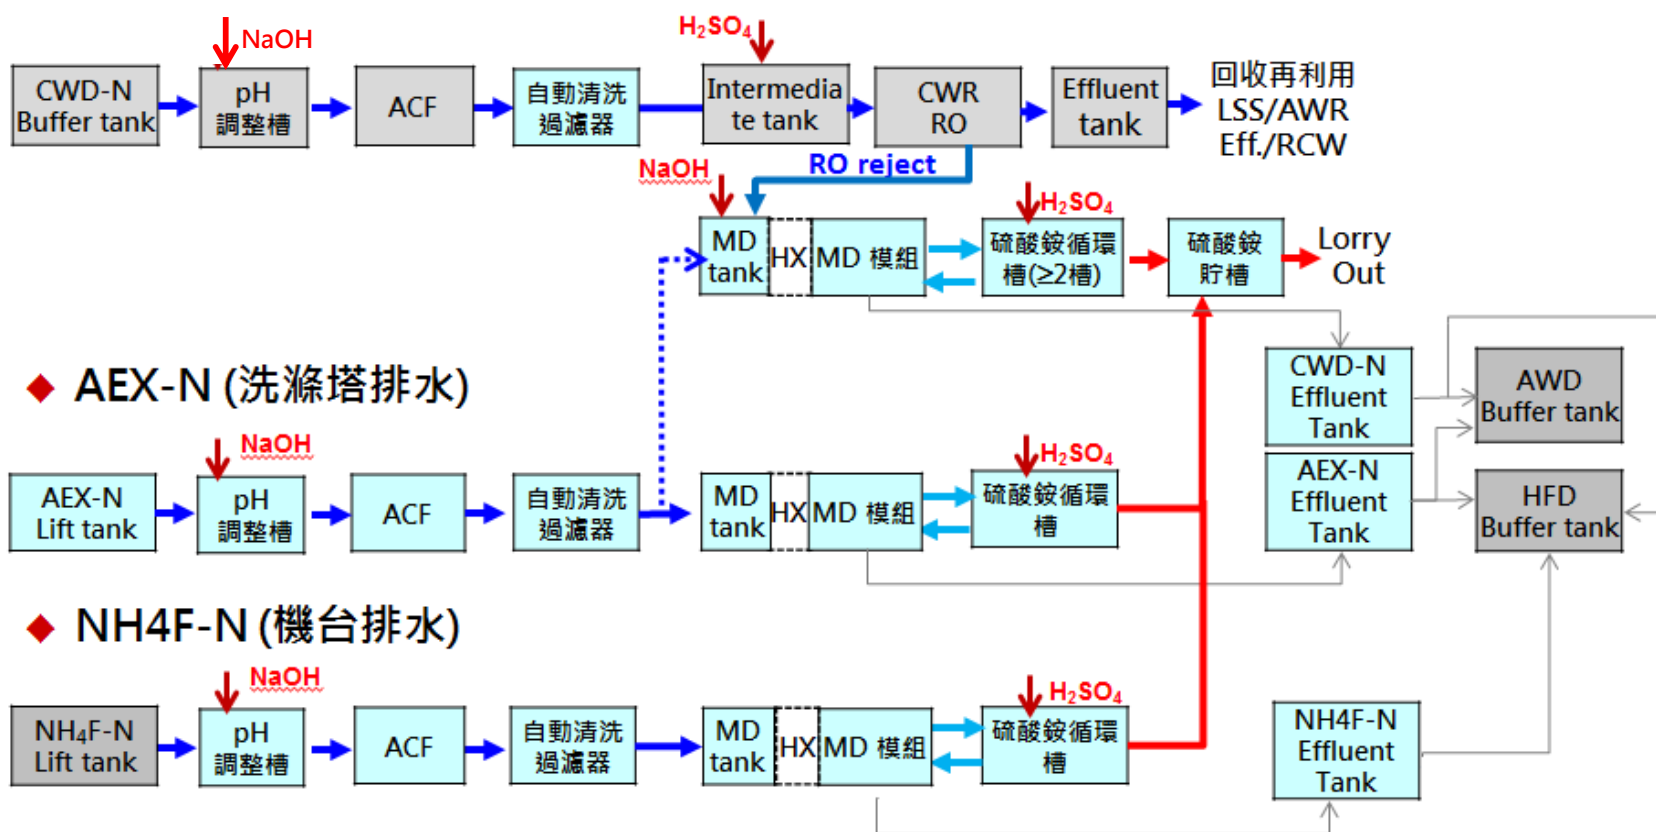 NaOH
H₂SO₄
CWD-N
Buffer tank
pH
調整槽
ACF
自動清洗
過濾器
Intermedia
te tank
CWR
RO
Effluent
tank
回收再利用
LSS/AWR
Eff./RCW
RO reject
NaOH
H₂SO₄
MD
tank
HX
MD 模組
硫酸銨循環
槽(≥2槽)
硫酸銨
貯槽
Lorry
Out
◆ AEX-N (洗滌塔排水)
CWD-N
Effluent
Tank
AWD
Buffer tank
NaOH
H₂SO₄
AEX-N
Lift tank
pH
調整槽
ACF
自動清洗
過濾器
MD
tank
HX
MD 模組
硫酸銨循環
槽
AEX-N
Effluent
Tank
HFD
Buffer tank
◆ NH4F-N (機台排水)
NaOH
H₂SO₄
NH₄F-N
Lift tank
pH
調整槽
ACF
自動清洗
過濾器
MD
tank
HX
MD 模組
硫酸銨循環
槽
NH4F-N
Effluent
Tank